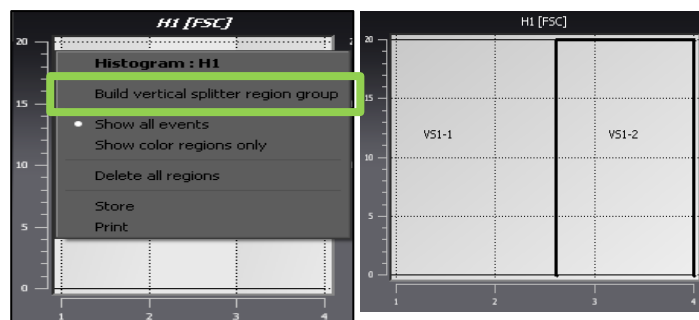 H1 [FSC]
20
15
10
5
0
1 2 3 4
Histogram : H1
Build vertical splitter region group
Show all events
Show color regions only
Delete all regions
Store
Print
H1 [FSC]
20
15
10
5
0
VS1-1 VS1-2
1 2 3 4